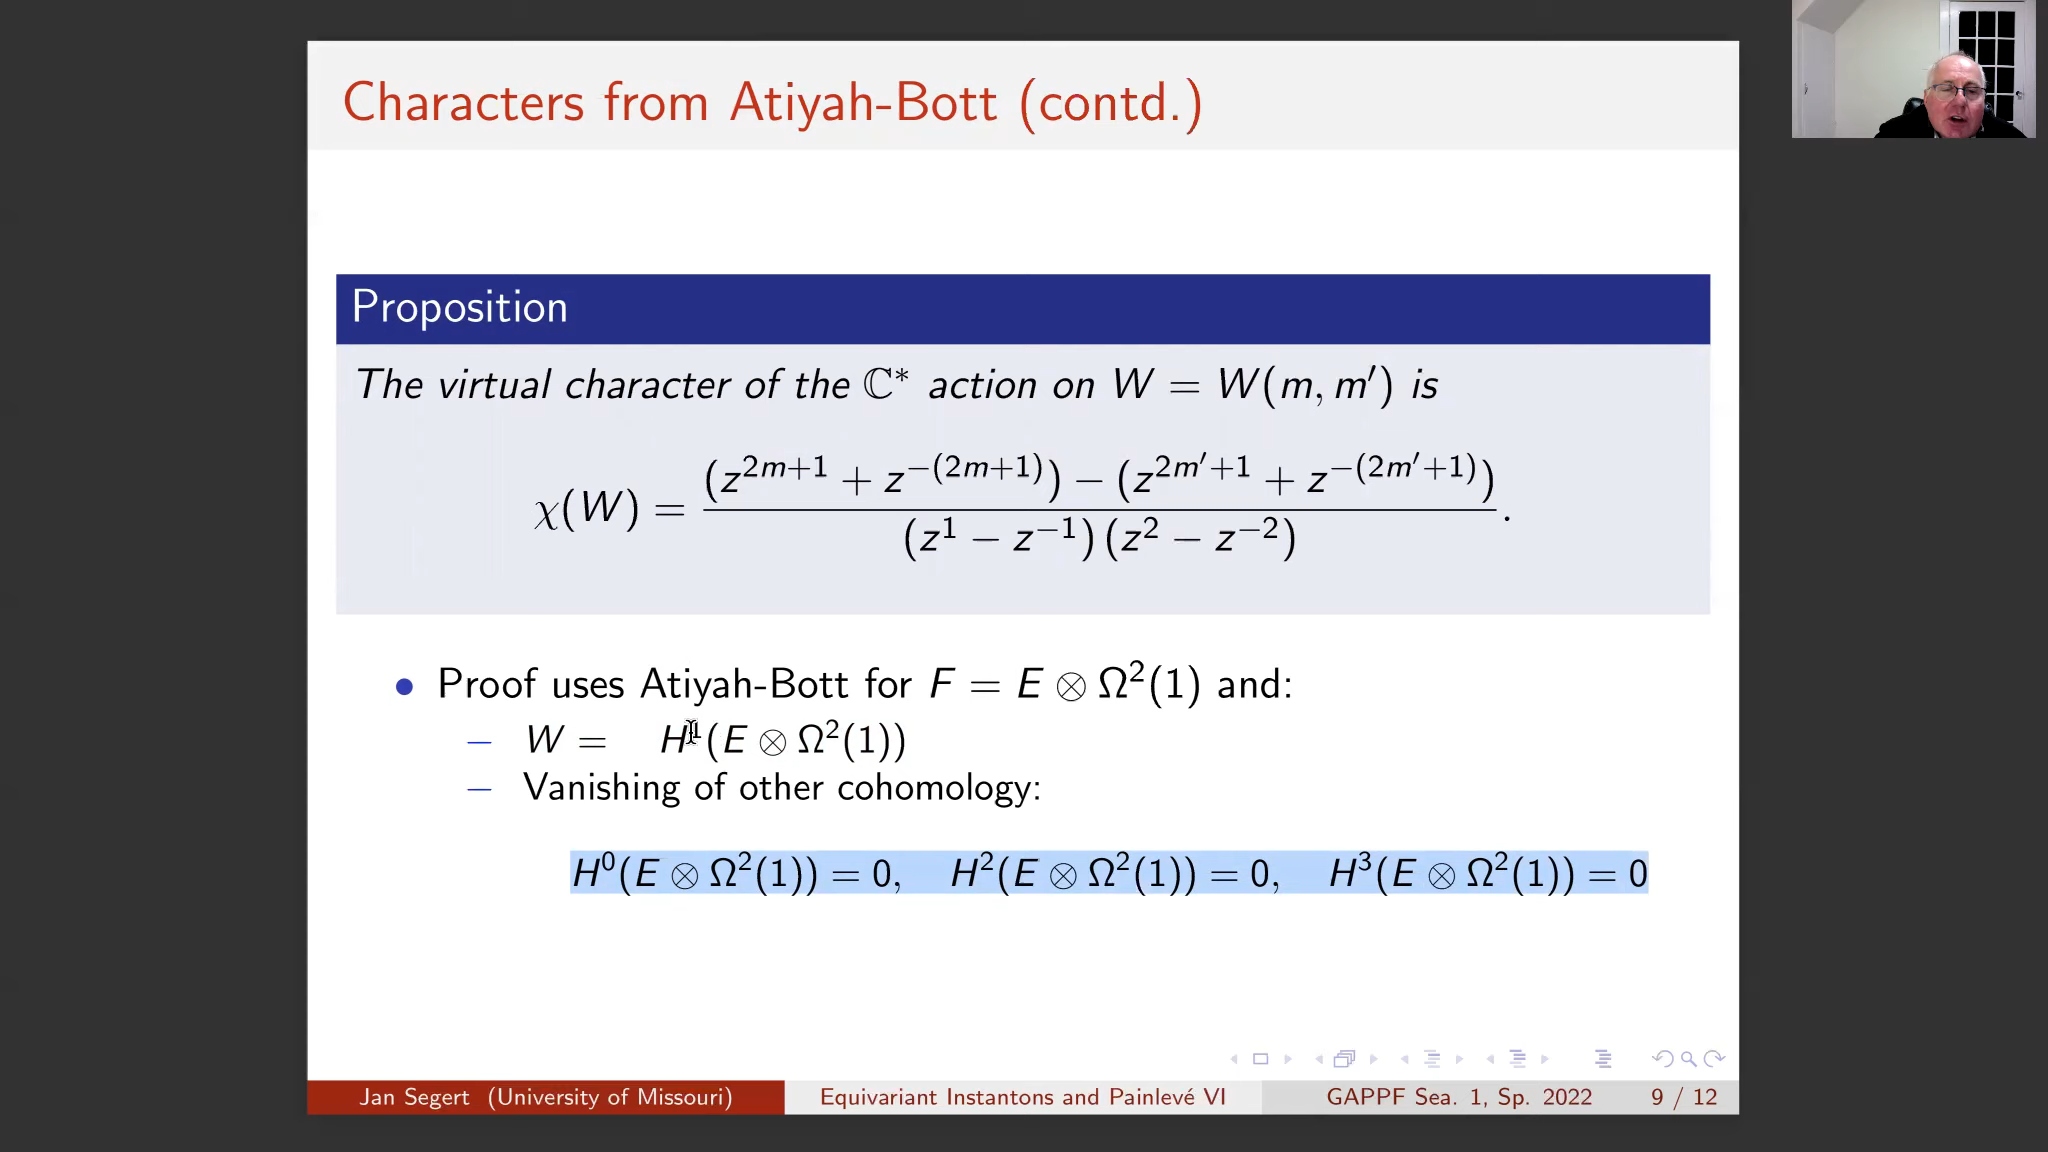 Characters from Atiyah-Bott (contd.)
Proposition
The virtual character of the ℂ* action on W = W(m, m′) is
χ(W) = \frac{(z^{2m+1} + z^{-(2m+1)}) − (z^{2m′+1} + z^{-(2m′+1)})}{(z^1 − z^{-1}) (z^2 − z^{-2})}.
• Proof uses Atiyah-Bott for F = E ⊗ Ω²(1) and:
– W = H¹(E ⊗ Ω²(1))
– Vanishing of other cohomology:
H⁰(E ⊗ Ω²(1)) = 0, H²(E ⊗ Ω²(1)) = 0, H³(E ⊗ Ω²(1)) = 0
Jan Segert (University of Missouri) Equivariant Instantons and Painlevé VI GAPPF Sea. 1, Sp. 2022 9 / 12